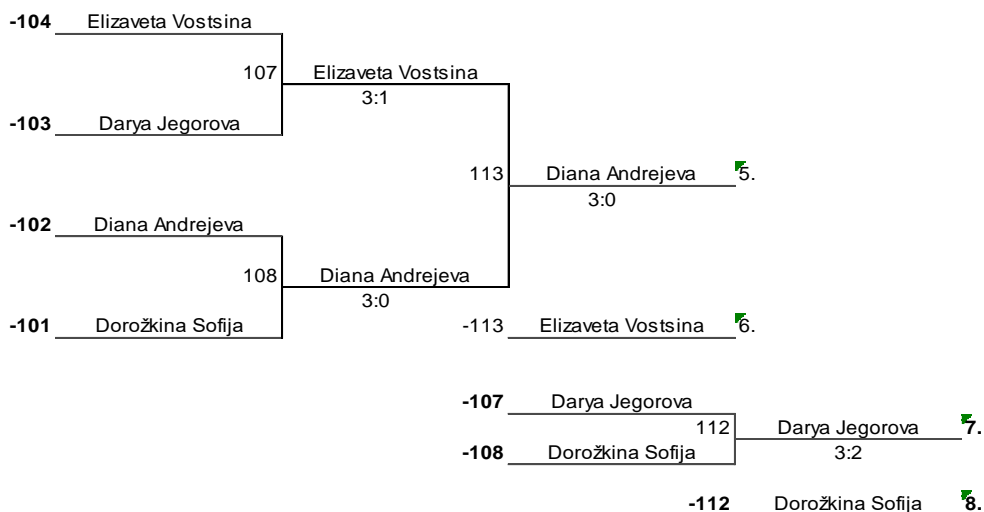 -104 Elizaveta Vostsina
107 Elizaveta Vostsina
3:1
-103 Darya Jegorova
113 Diana Andrejeva 5.
3:0
-102 Diana Andrejeva
108 Diana Andrejeva
3:0
-101 Dorožkina Sofija
-113 Elizaveta Vostsina 6.
-107 Darya Jegorova
112 Darya Jegorova 7.
3:2
-108 Dorožkina Sofija
-112 Dorožkina Sofija 8.